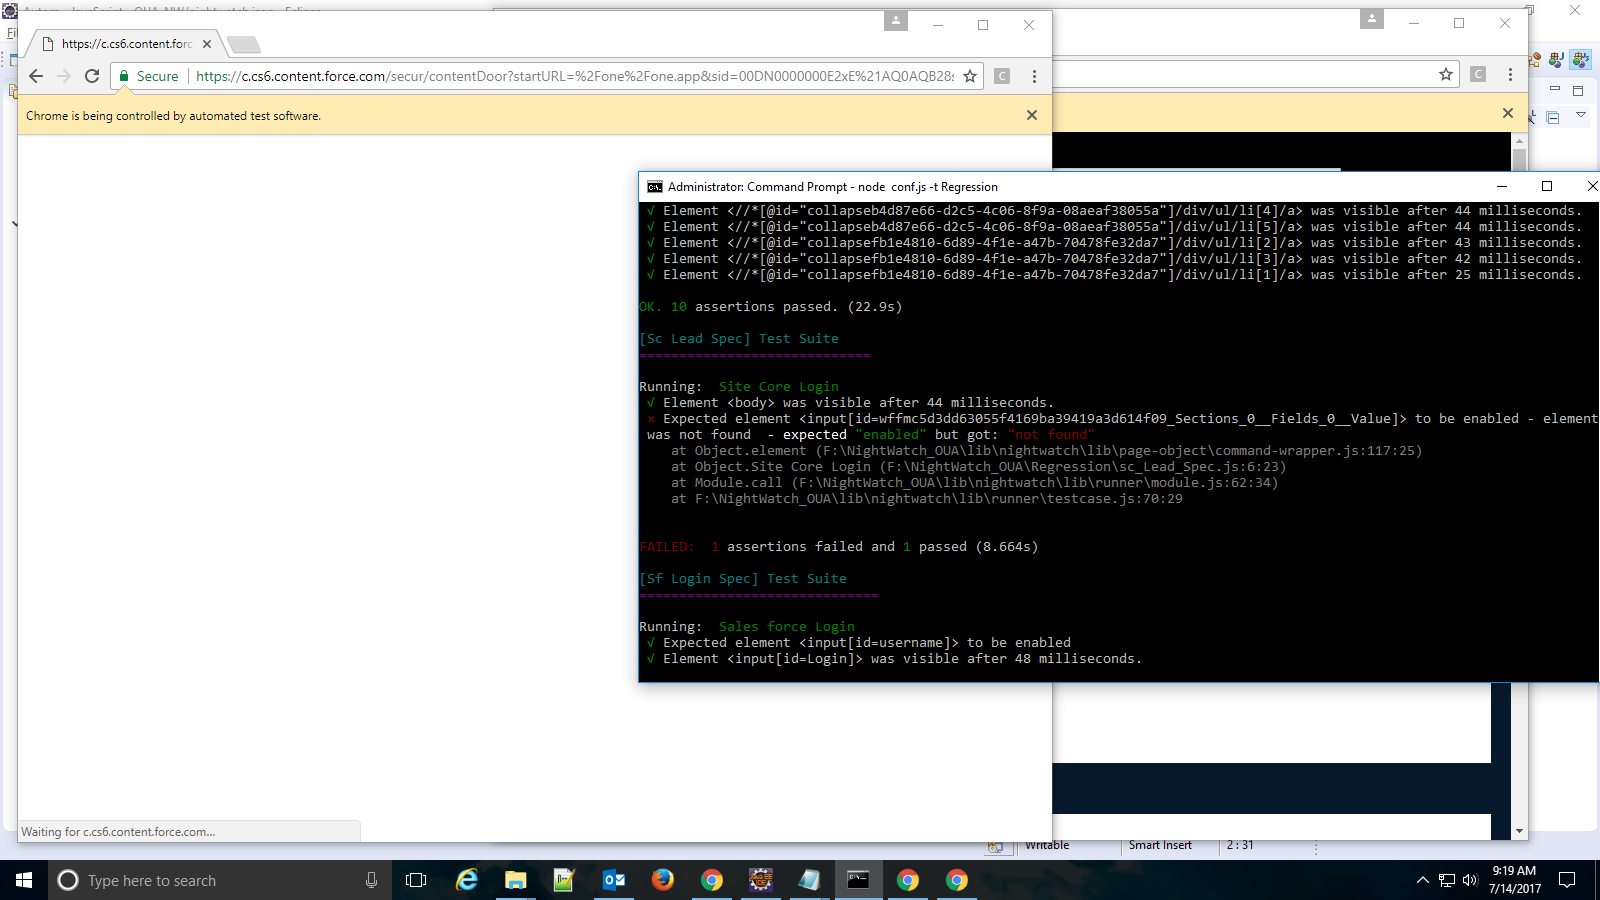 https://c.cs6.content.forc
Secure
https://c.cs6.content.force.com/secur/contentDoor?startURL=%2Fone%2Fone.app&sid=00DN0000000E2xE%21AQ0AQB28
C
C
Chrome is being controlled by automated test software.
Administrator: Command Prompt - node  conf.js -t Regression
√ Element <//*[@id="collapseb4d87e66-d2c5-4c06-8f9a-08aeaf38055a"]/div/ul/li[4]/a> was visible after 44 milliseconds.
√ Element <//*[@id="collapseb4d87e66-d2c5-4c06-8f9a-08aeaf38055a"]/div/ul/li[5]/a> was visible after 44 milliseconds.
√ Element <//*[@id="collapsefb1e4810-6d89-4f1e-a47b-70478fe32da7"]/div/ul/li[2]/a> was visible after 43 milliseconds.
√ Element <//*[@id="collapsefb1e4810-6d89-4f1e-a47b-70478fe32da7"]/div/ul/li[3]/a> was visible after 42 milliseconds.
√ Element <//*[@id="collapsefb1e4810-6d89-4f1e-a47b-70478fe32da7"]/div/ul/li[1]/a> was visible after 25 milliseconds.
OK. 10 assertions passed. (22.9s)
[Sc Lead Spec] Test Suite
=============================
Running:  Site Core Login
√ Element <body> was visible after 44 milliseconds.
× Expected element <input[id=wffmc5d3dd63055f4169ba39419a3d614f09_Sections_0__Fields_0__Value]> to be enabled - element
was not found  - expected "enabled" but got: "not found"
at Object.element (F:\NightWatch_OUA\lib\nightwatch\lib\page-object\command-wrapper.js:117:25)
at Object.Site Core Login (F:\NightWatch_OUA\Regression\sc_Lead_Spec.js:6:23)
at Module.call (F:\NightWatch_OUA\lib\nightwatch\lib\runner\module.js:62:34)
at F:\NightWatch_OUA\lib\nightwatch\lib\runner\testcase.js:70:29
FAILED:  1 assertions failed and 1 passed (8.664s)
[Sf Login Spec] Test Suite
==============================
Running:  Sales force Login
√ Expected element <input[id=username]> to be enabled
√ Element <input[id=Login]> was visible after 48 milliseconds.
Waiting for c.cs6.content.force.com...
Writable
Smart Insert
2 : 31
Type here to search
9:19 AM
7/14/2017